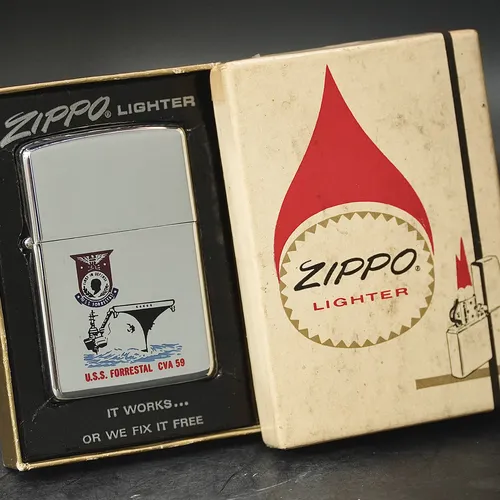 ZIPPO® LIGHTER
U.S.S. FORRESTAL CVA 59
IT WORKS...
OR WE FIX IT FREE
ZIPPO®
LIGHTER